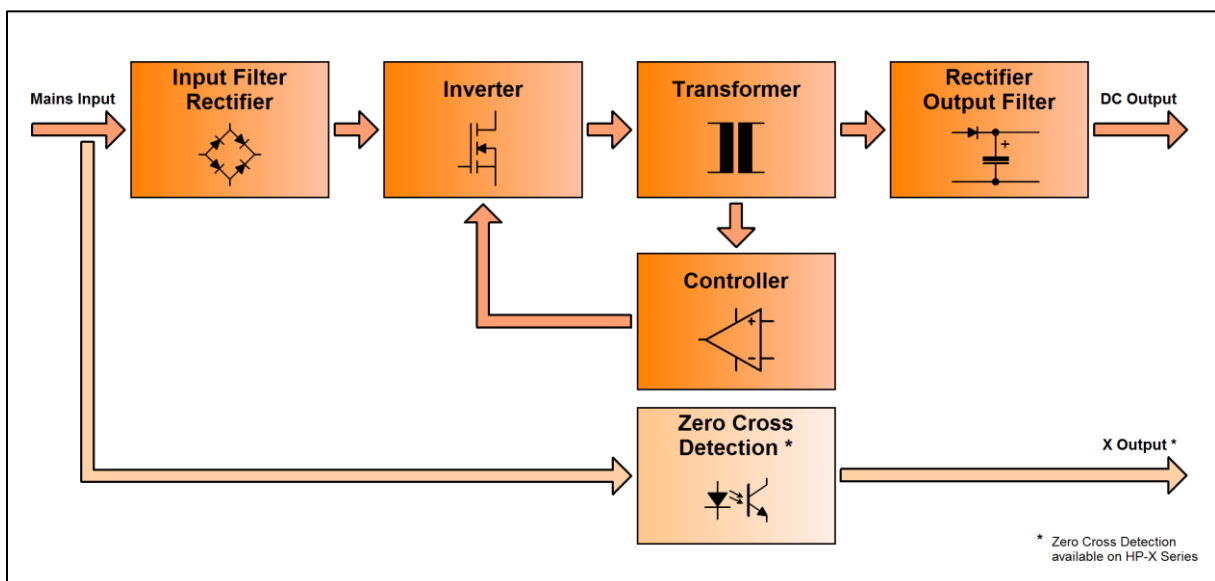 Mains Input
Input Filter
Rectifier
Inverter
Transformer
Rectifier
Output Filter
DC Output
+
Controller
+
-
Zero Cross
Detection *
X Output *
* Zero Cross Detection
available on HP-X Series